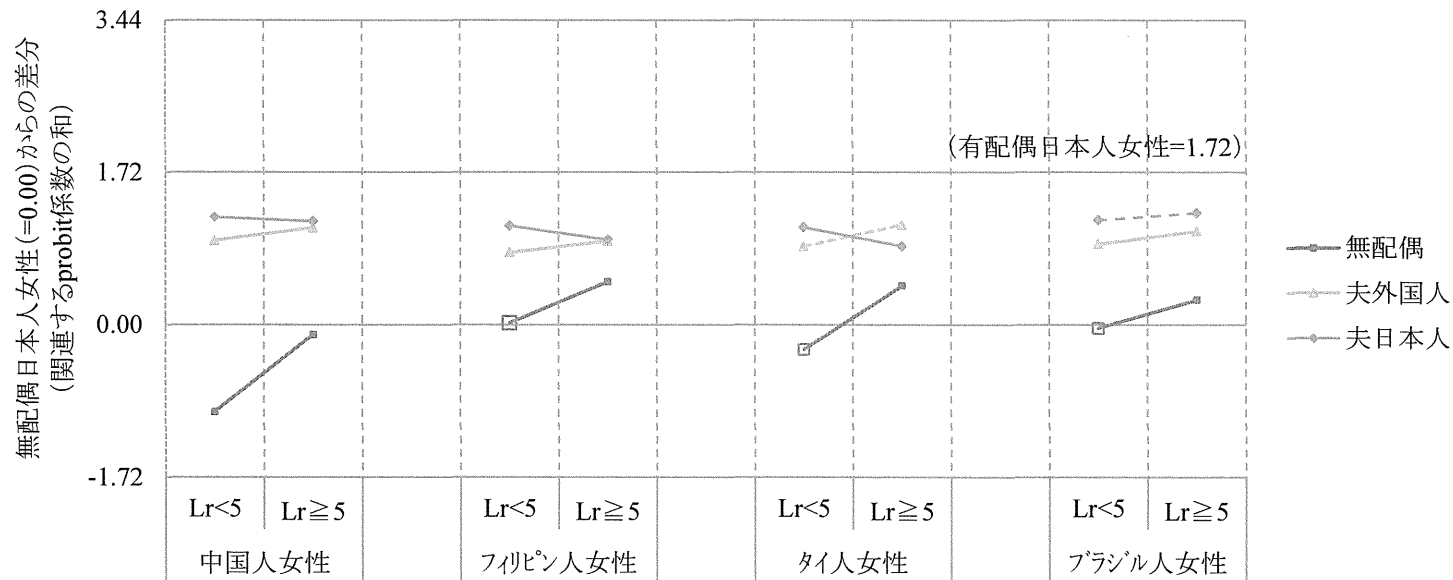 無配偶日本人女性(=0.00)からの差分
(関連するprobit係数の和)
3.44
1.72
0.00
-1.72
(有配偶日本人女性=1.72)
無配偶
夫外国人
夫日本人
Lr<5 Lr≧5 Lr<5 Lr≧5 Lr<5 Lr≧5 Lr<5 Lr≧5
中国人女性 フィリピン人女性 タイ人女性 ブラジル人女性